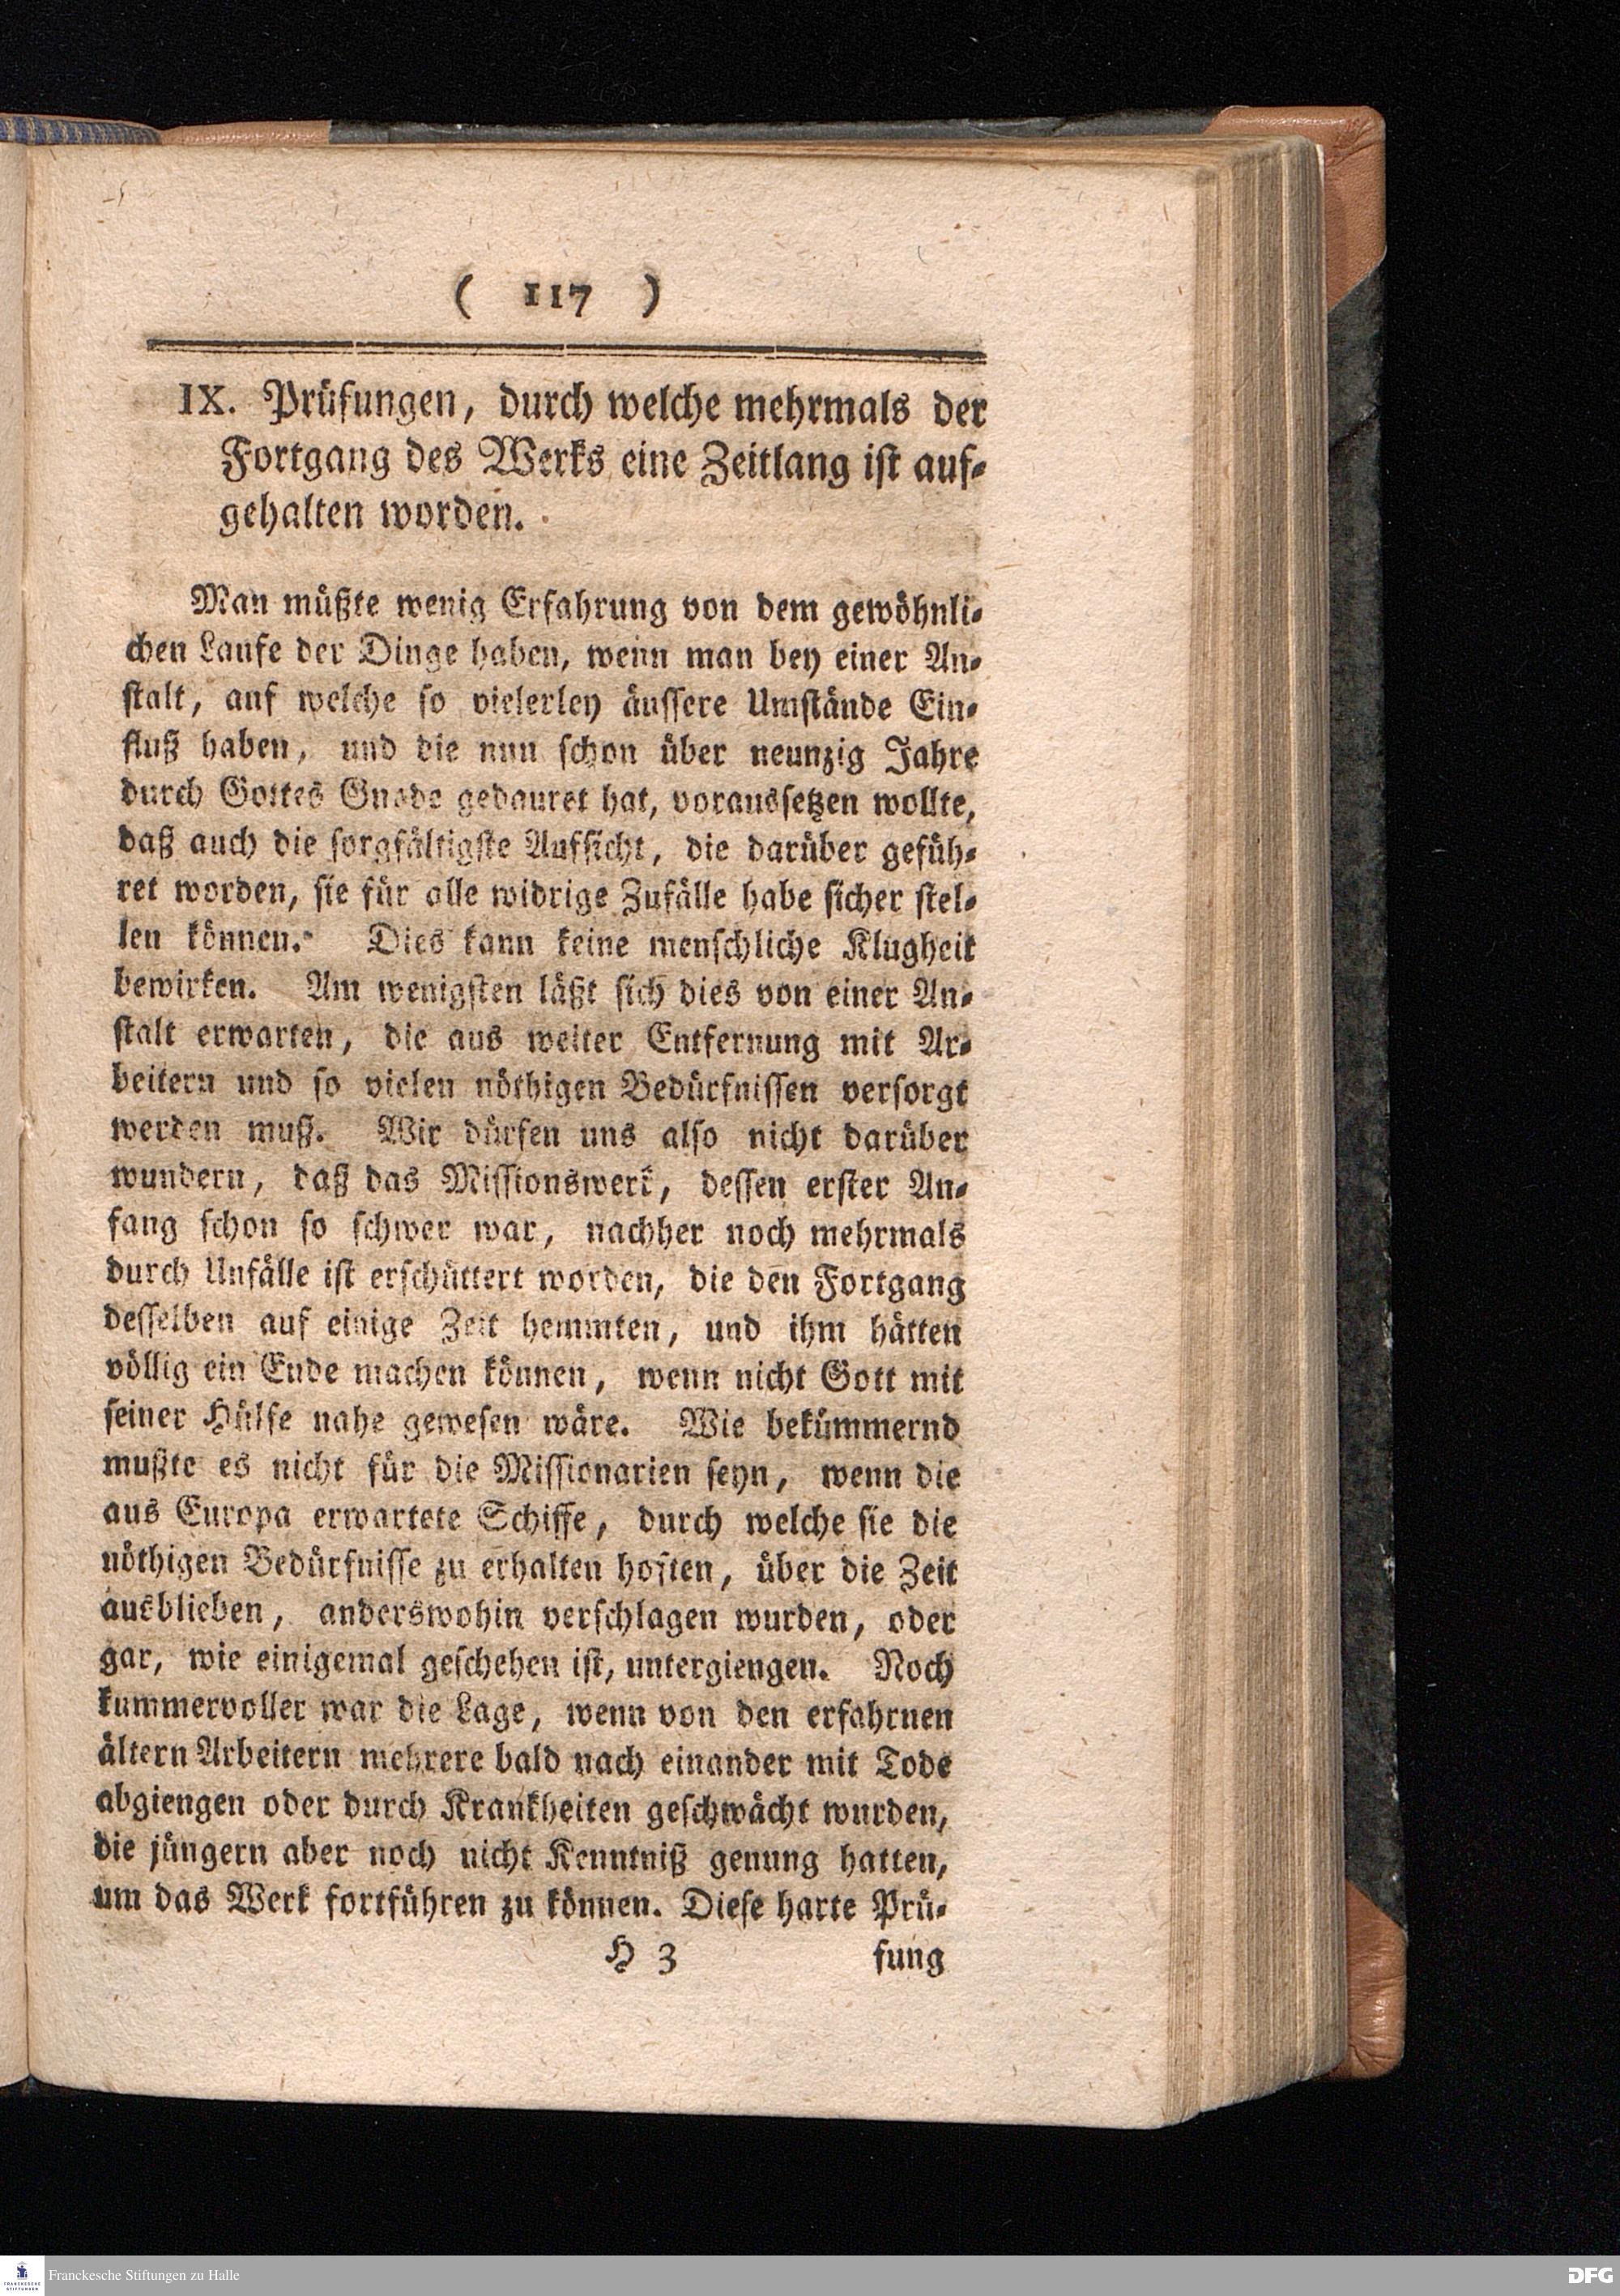 ( 117 )
IX. Prüfungen, durch welche mehrmals der
Fortgang des Werks eine Zeitlang ist auf-
gehalten worden.
Man müßte wenig Erfahrung von dem gewöhnli-
chen Laufe der Dinge haben, wenn man bey einer An-
stalt, auf welche so vielerley äussere Umstände Ein-
fluß haben, und die nun schon über neunzig Jahre
durch Gottes Gnade gedauret hat, voraussetzen wollte,
daß auch die sorgfältigste Aufsicht, die darüber gefüh-
ret worden, sie für alle widrige Zufälle habe sicher stel-
len können. Dies kann keine menschliche Klugheit
bewirken. Am wenigsten läßt sich dies von einer An-
stalt erwarten, die aus weiter Entfernung mit Ar-
beitern und so vielen nöthigen Bedürfnissen versorgt
werden muß. Wir dürfen uns also nicht darüber
wundern, daß das Missionswerk, dessen erster An-
fang schon so schwer war, nachher noch mehrmals
durch Unfälle ist erschüttert worden, die den Fortgang
desselben auf einige Zeit hemmten, und ihm hätten
völlig ein Ende machen können, wenn nicht Gott mit
seiner Hülfe nahe gewesen wäre. Wie bekümmernd
mußte es nicht für die Missionarien seyn, wenn die
aus Europa erwartete Schiffe, durch welche sie die
nöthigen Bedürfnisse zu erhalten hoften, über die Zeit
ausblieben, anderswohin verschlagen wurden, oder
gar, wie einigemal geschehen ist, untergiengen. Noch
kummervoller war die Lage, wenn von den erfahrnen
ältern Arbeitern mehrere bald nach einander mit Tode
abgiengen oder durch Krankheiten geschwächt wurden,
die jüngern aber noch nicht Kenntniß genung hatten,
um das Werk fortführen zu können. Diese harte Prü-
H 3 fung
FRANCKESCHE STIFTUNGEN
Franckesche Stiftungen zu Halle
DFG